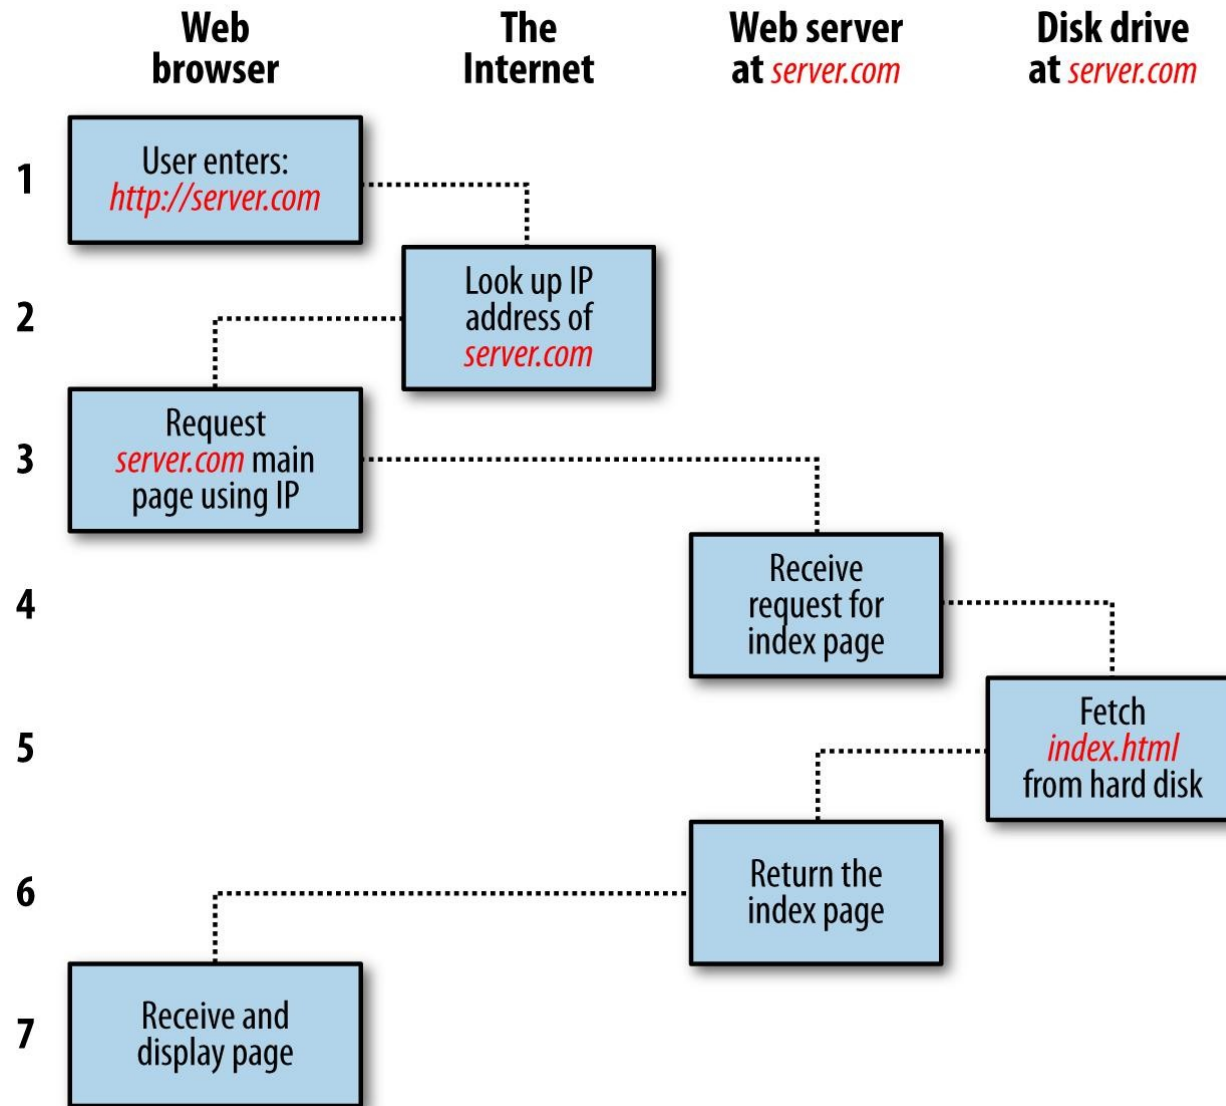 Web
browser
The
Internet
Web server
at server.com
Disk drive
at server.com
1
User enters:
http://server.com
2
Look up IP
address of
server.com
3
Request
server.com main
page using IP
4
Receive
request for
index page
5
Fetch
index.html
from hard disk
6
Return the
index page
7
Receive and
display page